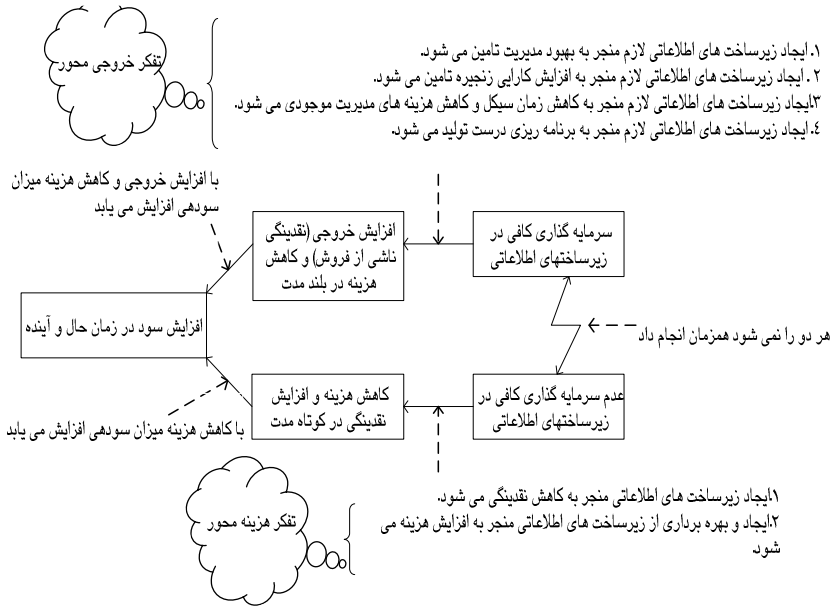 ۱. ایجاد زیرساخت های اطلاعاتی لازم منجر به بهبود مدیریت تامین می شود.
۲. ایجاد زیرساخت های اطلاعاتی لازم منجر به افزایش کارایی زنجیره تامین می شود.
۳.ایجاد زیرساخت های اطلاعاتی لازم منجر به کاهش زمان سیکل و کاهش هزینه های مدیریت موجودی می شود.
۴. ایجاد زیرساخت های اطلاعاتی لازم منجر به برنامه ریزی درست تولید می شود.
تفکر خروجی محور
با افزایش خروجی و کاهش هزینه میزان
سودهی افزایش می یابد
سرمایه گذاری کافی در
زیرساختهای اطلاعاتی
افزایش خروجی (نقدینگی
ناشی از فروش) و کاهش
هزینه در بلند مدت
افزایش سود در زمان حال و آینده
هر دو را نمی شود همزمان انجام داد
عدم سرمایه گذاری کافی در
زیرساختهای اطلاعاتی
کاهش هزینه و افزایش
نقدینگی در کوتاه مدت
با کاهش هزینه میزان سودهی افزایش می یابد
۱.ایجاد زیرساخت های اطلاعاتی منجر به کاهش نقدینگی می شود.
۲.ایجاد و بهره برداری از زیرساخت های اطلاعاتی منجر به افزایش هزینه می
شود.
تفکر هزینه محور